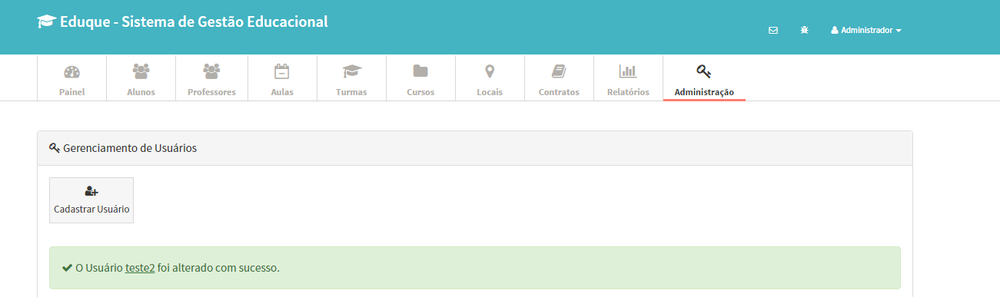 Eduque - Sistema de Gestão Educacional
Administrador
Painel
Alunos
Professores
Aulas
Turmas
Cursos
Locais
Contratos
Relatórios
Administração
Gerenciamento de Usuários
Cadastrar Usuário
O Usuário teste2 foi alterado com sucesso.